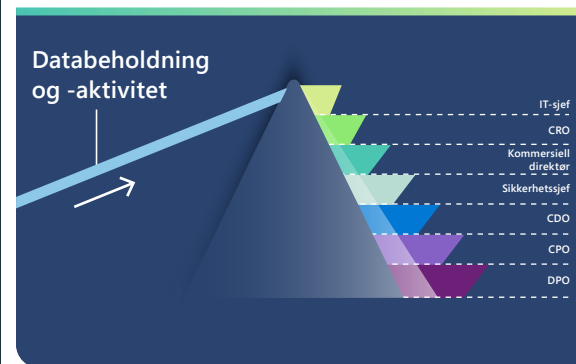 Databeholdning
og -aktivitet
IT-sjef
CRO
Kommersiell
direktør
Sikkerhetssjef
CDO
CPO
DPO